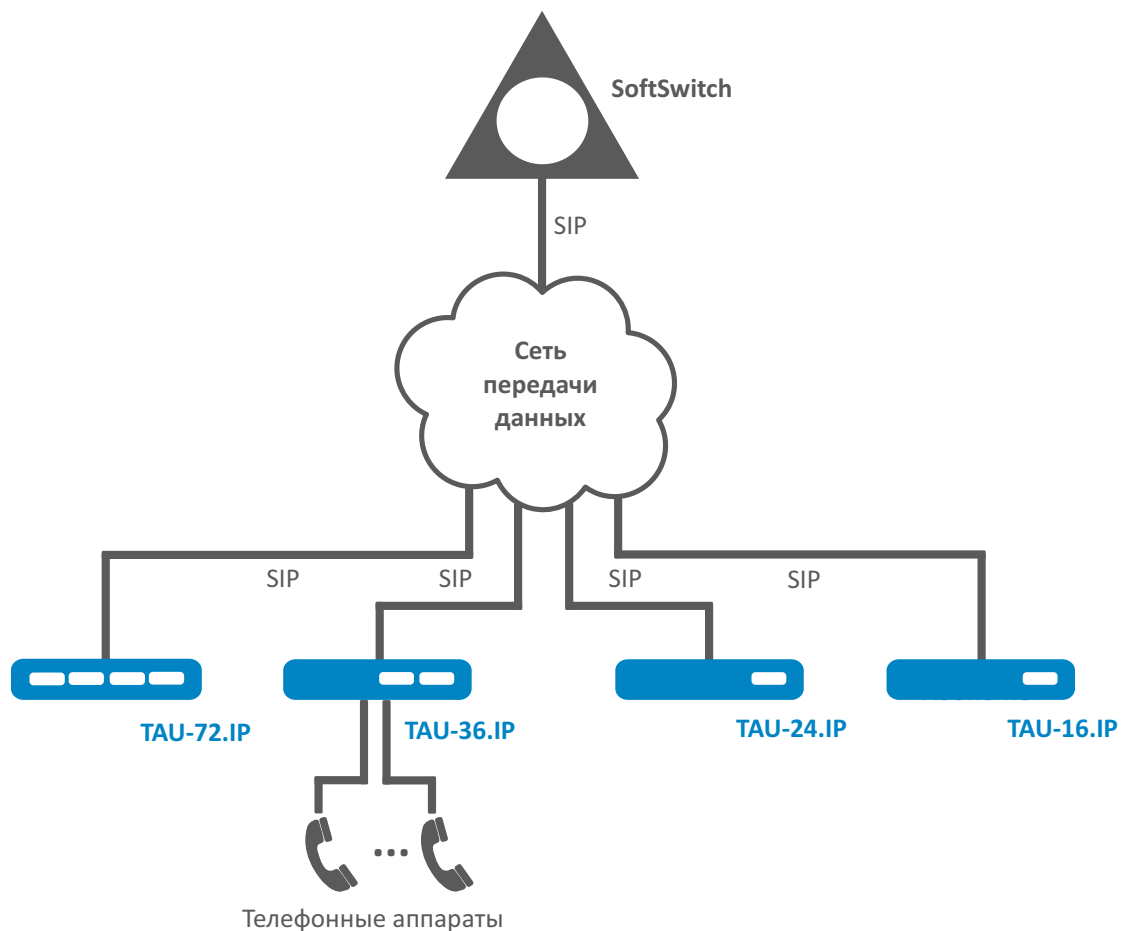 SoftSwitch
SIP
Сеть
передачи
данных
SIP
SIP
SIP
SIP
TAU-72.IP
TAU-36.IP
TAU-24.IP
TAU-16.IP
...
Телефонные аппараты